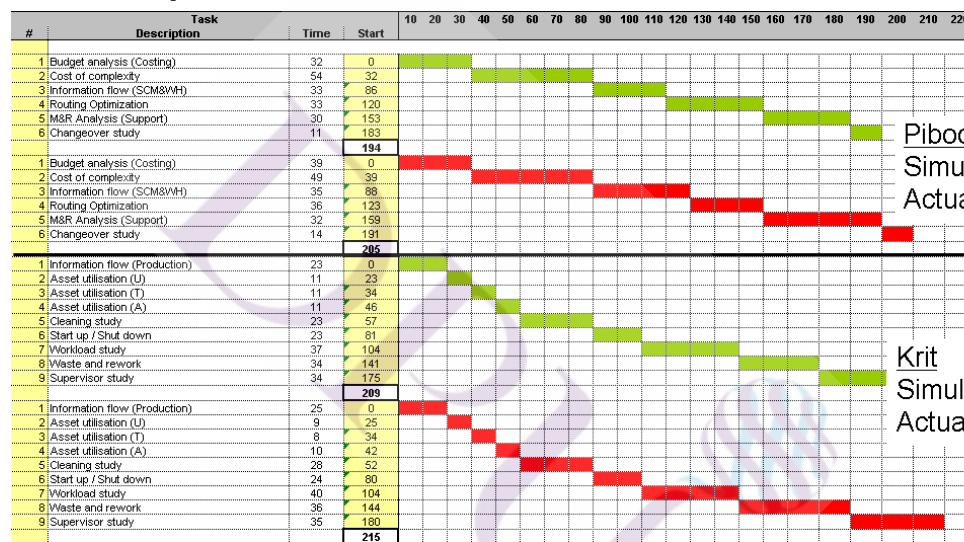 Task 10 20 30 40 50 60 70 80 90 100 110 120 130 140 150 160 170 180 190 200 210 220
# Description Time Start
1 Budget analysis (Costing) 32 0
2 Cost of complexity 54 32
3 Information flow (SCM&WH) 33 86
4 Routing Optimization 33 120
5 M&R Analysis (Support) 30 153
6 Changeover study 11 183
194
Piboo
Simu
Actua
1 Budget analysis (Costing) 39 0
2 Cost of complexity 49 39
3 Information flow (SCM&WH) 35 88
4 Routing Optimization 36 123
5 M&R Analysis (Support) 32 159
6 Changeover study 14 191
205
1 Information flow (Production) 23 0
2 Asset utilisation (U) 11 23
3 Asset utilisation (T) 11 34
4 Asset utilisation (A) 11 46
5 Cleaning study 23 57
6 Start up / Shut down 23 81
7 Workload study 37 104
8 Waste and rework 34 141
9 Supervisor study 34 175
209
Krit
Simul
Actua
1 Information flow (Production) 25 0
2 Asset utilisation (U) 9 25
3 Asset utilisation (T) 8 34
4 Asset utilisation (A) 10 42
5 Cleaning study 28 52
6 Start up / Shut down 24 80
7 Workload study 40 104
8 Waste and rework 36 144
9 Supervisor study 35 180
215